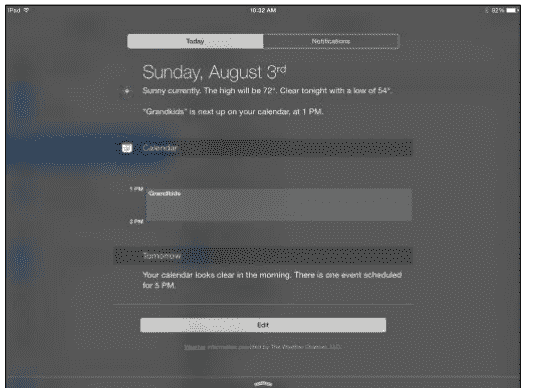 iPad 10:32 AM 92%
Today Notifications
Sunday, August 3rd
Sunny currently. The high will be 72°. Clear tonight with a low of 54°.
"Grandkids" is next up on your calendar, at 1 PM.
Calendar
1 PM Grandkids
2 PM
Tomorrow
Your calendar looks clear in the morning. There is one event scheduled
for 5 PM.
Edit
Weather information provided by The Weather Channel, LLC.